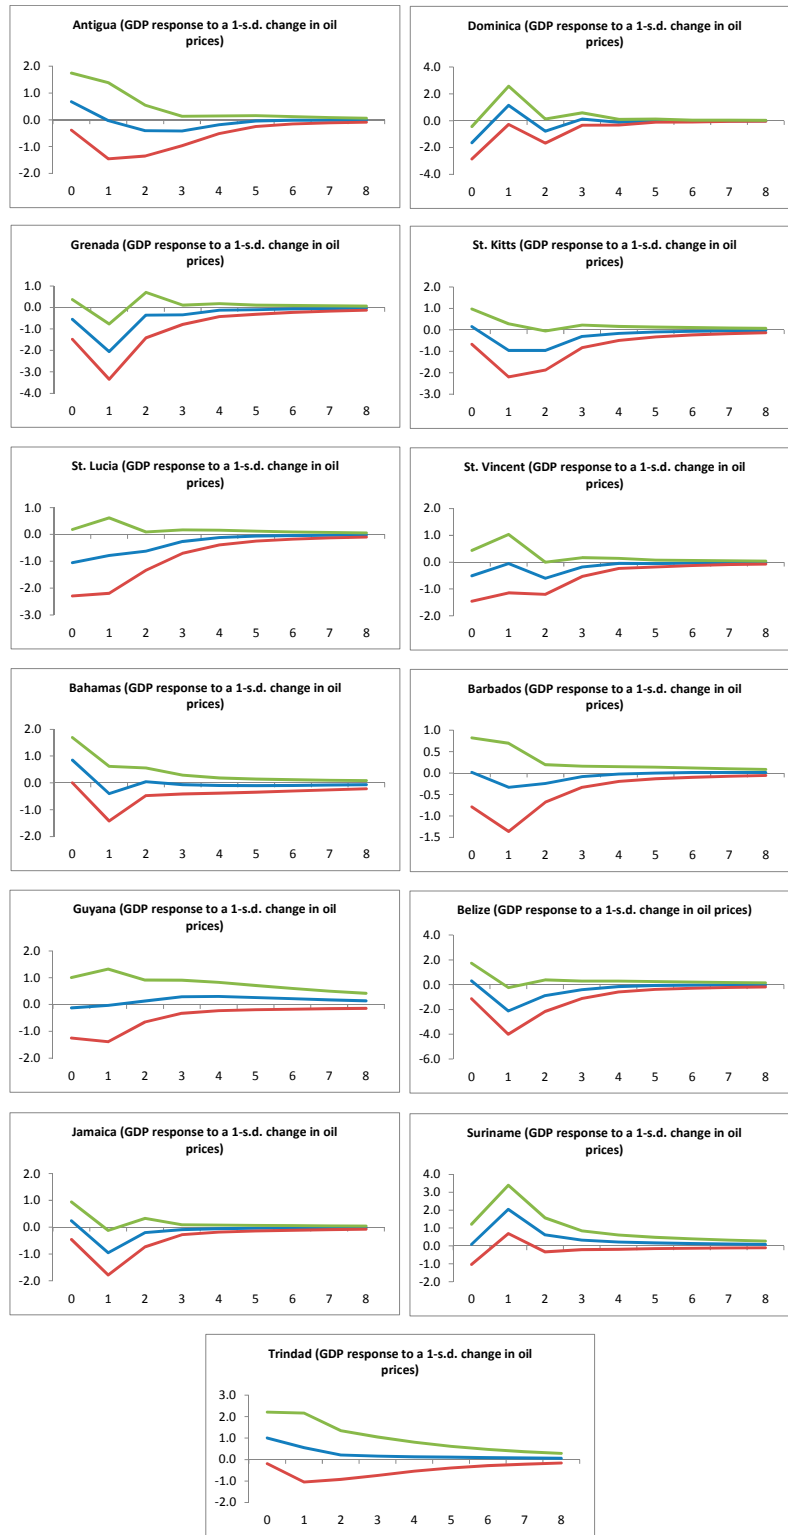 Antigua (GDP response to a 1-s.d. change in oil
prices)
2.0
1.0
0.0
-1.0
-2.0
0 1 2 3 4 5 6 7 8
Dominica (GDP response to a 1-s.d. change in oil
prices)
4.0
2.0
0.0
-2.0
-4.0
0 1 2 3 4 5 6 7 8
Grenada (GDP response to a 1-s.d. change in oil
prices)
1.0
0.0
-1.0
-2.0
-3.0
-4.0
0 1 2 3 4 5 6 7 8
St. Kitts (GDP response to a 1-s.d. change in oil
prices)
2.0
1.0
0.0
-1.0
-2.0
-3.0
0 1 2 3 4 5 6 7 8
St. Lucia (GDP response to a 1-s.d. change in oil
prices)
1.0
0.0
-1.0
-2.0
-3.0
0 1 2 3 4 5 6 7 8
St. Vincent (GDP response to a 1-s.d. change in oil
prices)
2.0
1.0
0.0
-1.0
-2.0
0 1 2 3 4 5 6 7 8
Bahamas (GDP response to a 1-s.d. change in oil
prices)
2.0
1.0
0.0
-1.0
-2.0
0 1 2 3 4 5 6 7 8
Barbados (GDP response to a 1-s.d. change in oil
prices)
1.0
0.5
0.0
-0.5
-1.0
-1.5
0 1 2 3 4 5 6 7 8
Guyana (GDP response to a 1-s.d. change in oil
prices)
2.0
1.0
0.0
-1.0
-2.0
0 1 2 3 4 5 6 7 8
Belize (GDP response to a 1-s.d. change in oil prices)
4.0
2.0
0.0
-2.0
-4.0
-6.0
0 1 2 3 4 5 6 7 8
Jamaica (GDP response to a 1-s.d. change in oil
prices)
2.0
1.0
0.0
-1.0
-2.0
0 1 2 3 4 5 6 7 8
Suriname (GDP response to a 1-s.d. change in oil
prices)
4.0
3.0
2.0
1.0
0.0
-1.0
-2.0
0 1 2 3 4 5 6 7 8
Trindad (GDP response to a 1-s.d. change in oil
prices)
3.0
2.0
1.0
0.0
-1.0
-2.0
0 1 2 3 4 5 6 7 8